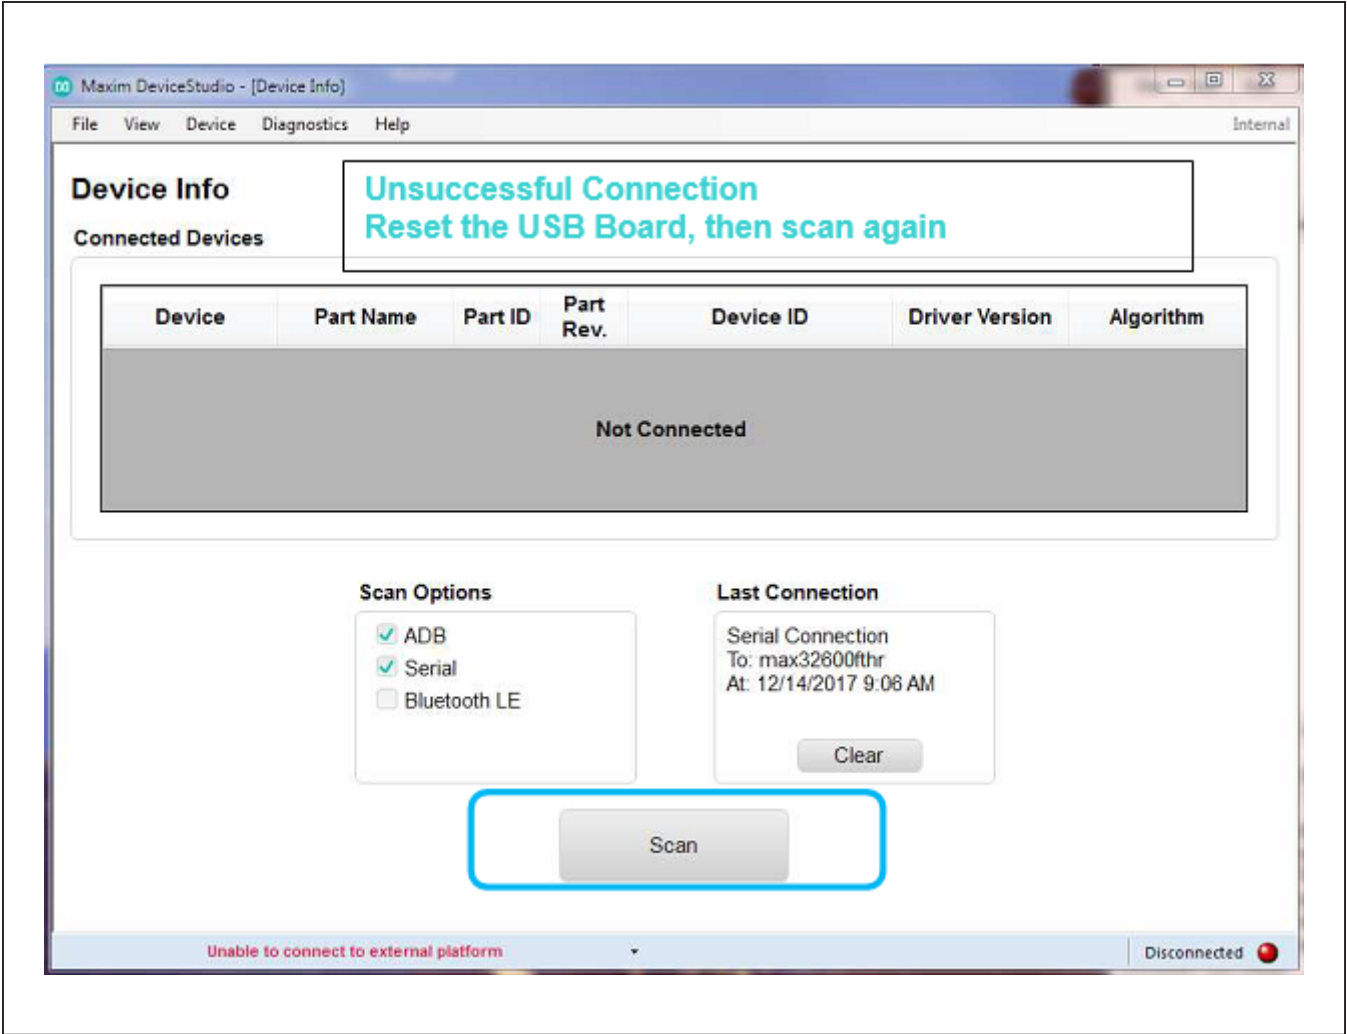 Maxim DeviceStudio - [Device Info]
File View Device Diagnostics Help Internal
Device Info
Unsuccessful Connection
Reset the USB Board, then scan again
Connected Devices
Device Part Name Part ID Part Rev. Device ID Driver Version Algorithm
Not Connected
Scan Options
ADB
Serial
Bluetooth LE
Last Connection
Serial Connection
To: max32600fthr
At: 12/14/2017 9:06 AM
Clear
Scan
Unable to connect to external platform
Disconnected